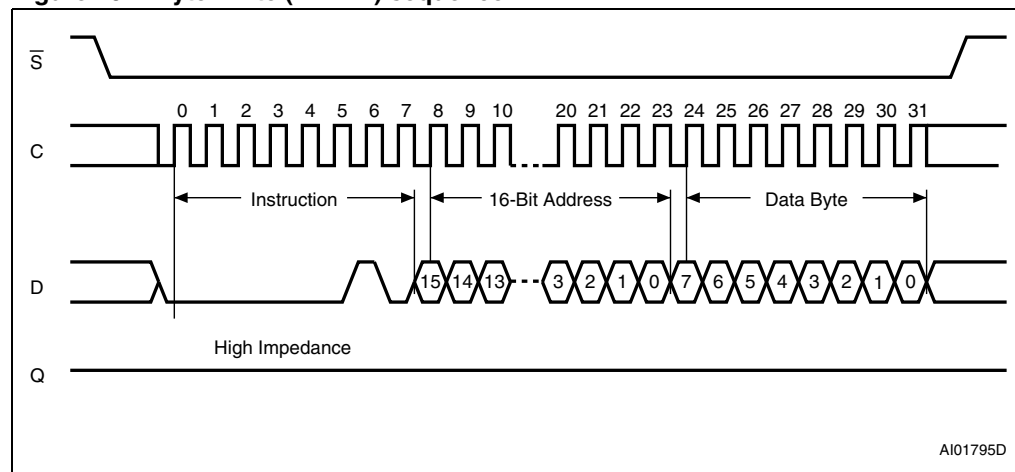 S
0 1 2 3 4 5 6 7 8 9 10 20 21 22 23 24 25 26 27 28 29 30 31
C
Instruction 16-Bit Address Data Byte
D 15 14 13 3 2 1 0 7 6 5 4 3 2 1 0
High Impedance
Q
AI01795D